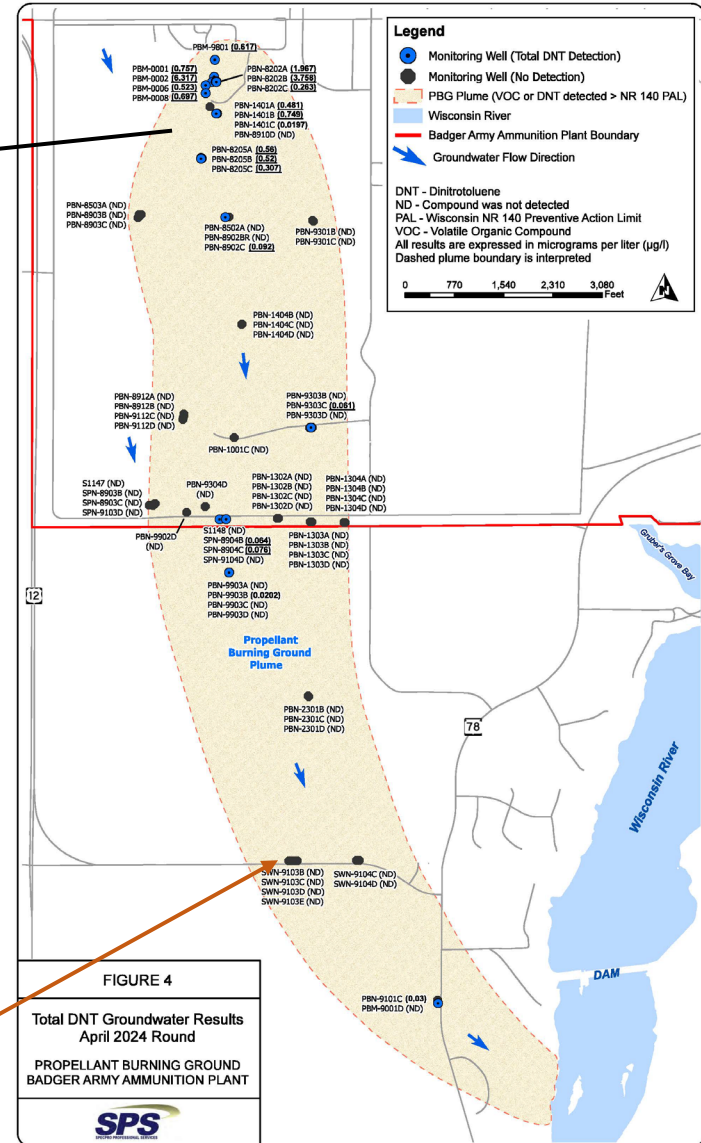 PBM-9801 (0.617)
PBM-0001 (0.757)
PBM-0002 (6.317)
PBM-0006 (0.523)
PBM-0008 (0.697)
PBN-8202A (1.967)
PBN-8202B (3.758)
PBN-8202C (0.263)
PBN-1401A (0.481)
PBN-1401B (0.749)
PBN-1401C (0.0197)
PBN-8910D (ND)
PBN-8205A (0.56)
PBN-8205B (0.52)
PBN-8205C (0.307)
PBN-8503A (ND)
PBN-8903B (ND)
PBN-8903C (ND)
PBN-8502A (ND)
PBN-8902BR (ND)
PBN-8902C (0.092)
PBN-9301B (ND)
PBN-9301C (ND)
Legend
Monitoring Well (Total DNT Detection)
Monitoring Well (No Detection)
PBG Plume (VOC or DNT detected > NR 140 PAL)
Wisconsin River
Badger Army Ammunition Plant Boundary
Groundwater Flow Direction
DNT - Dinitrotoluene
ND - Compound was not detected
PAL - Wisconsin NR 140 Preventive Action Limit
VOC - Volatile Organic Compound
All results are expressed in micrograms per liter (µg/l)
Dashed plume boundary is interpreted
0 770 1,540 2,310 3,080
Feet
N
PBN-1404B (ND)
PBN-1404C (ND)
PBN-1404D (ND)
PBN-8912A (ND)
PBN-8912B (ND)
PBN-9112C (ND)
PBN-9112D (ND)
PBN-9303B (ND)
PBN-9303C (0.061)
PBN-9303D (ND)
PBN-1001C (ND)
S1147 (ND)
SPN-8903B (ND)
SPN-8903C (ND)
SPN-9103D (ND)
PBN-9304D
(ND)
PBN-1302A (ND)
PBN-1302B (ND)
PBN-1302C (ND)
PBN-1302D (ND)
PBN-1304A (ND)
PBN-1304B (ND)
PBN-1304C (ND)
PBN-1304D (ND)
PBN-9902D
(ND)
S1148 (ND)
SPN-8904B (0.064)
SPN-8904C (0.076)
SPN-9104D (ND)
PBN-1303A (ND)
PBN-1303B (ND)
PBN-1303C (ND)
PBN-1303D (ND)
Gruber's Grove Bay
PBN-9903A (ND)
PBN-9903B (0.0202)
PBN-9903C (ND)
PBN-9903D (ND)
12
Propellant
Burning Ground
Plume
PBN-2301B (ND)
PBN-2301C (ND)
PBN-2301D (ND)
78
Wisconsin River
SWN-9103B (ND)
SWN-9103C (ND)
SWN-9103D (ND)
SWN-9103E (ND)
SWN-9104C (ND)
SWN-9104D (ND)
DAM
PBN-9101C (0.03)
PBM-9001D (ND)
FIGURE 4
Total DNT Groundwater Results
April 2024 Round
PROPELLANT BURNING GROUND
BADGER ARMY AMMUNITION PLANT
SPS
SPECPRO PROFESSIONAL SERVICES